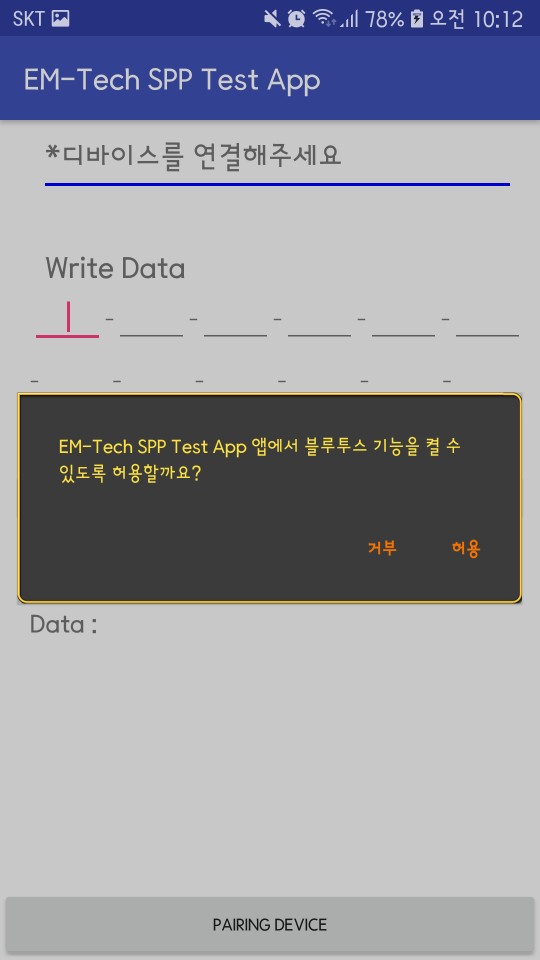 SKT 78% 오전 10:12
EM-Tech SPP Test App
*디바이스를 연결해주세요
Write Data
- - - - -
- - - - - -
EM-Tech SPP Test App 앱에서 블루투스 기능을 켤 수
있도록 허용할까요?
거부 허용
Data :
PAIRING DEVICE